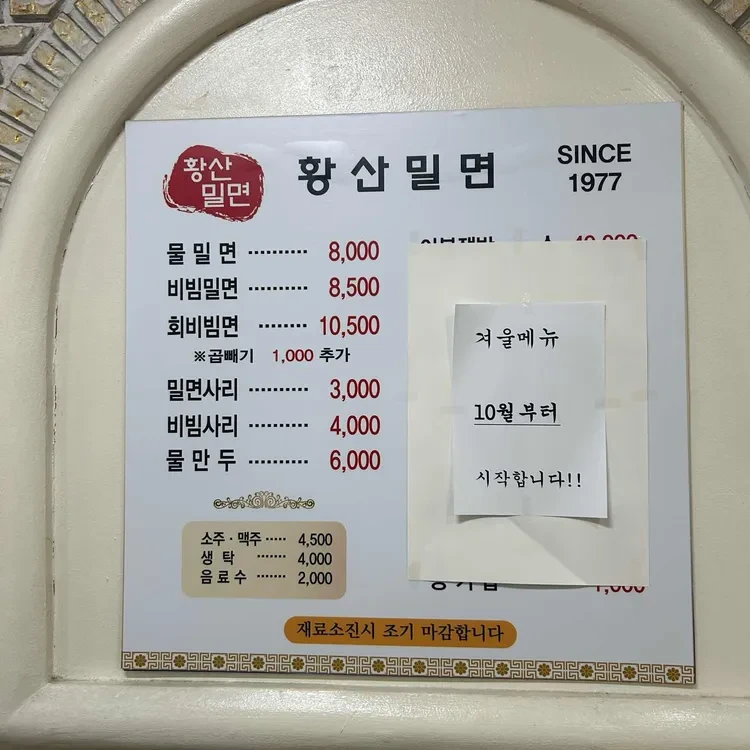 황산
밀면
황산밀면
SINCE
1977
물밀면 ·········· 8,000
비빔밀면 ·········· 8,500
회비빔면 ········ 10,500
※곱빼기 1,000 추가
밀면사리 ·········· 3,000
비빔사리 ·········· 4,000
물만두 ·········· 6,000
소주·맥주 ····· 4,500
생탁 ······· 4,000
음료수 ······ 2,000
겨울메뉴
10월부터
시작합니다!!
재료소진시 조기 마감합니다